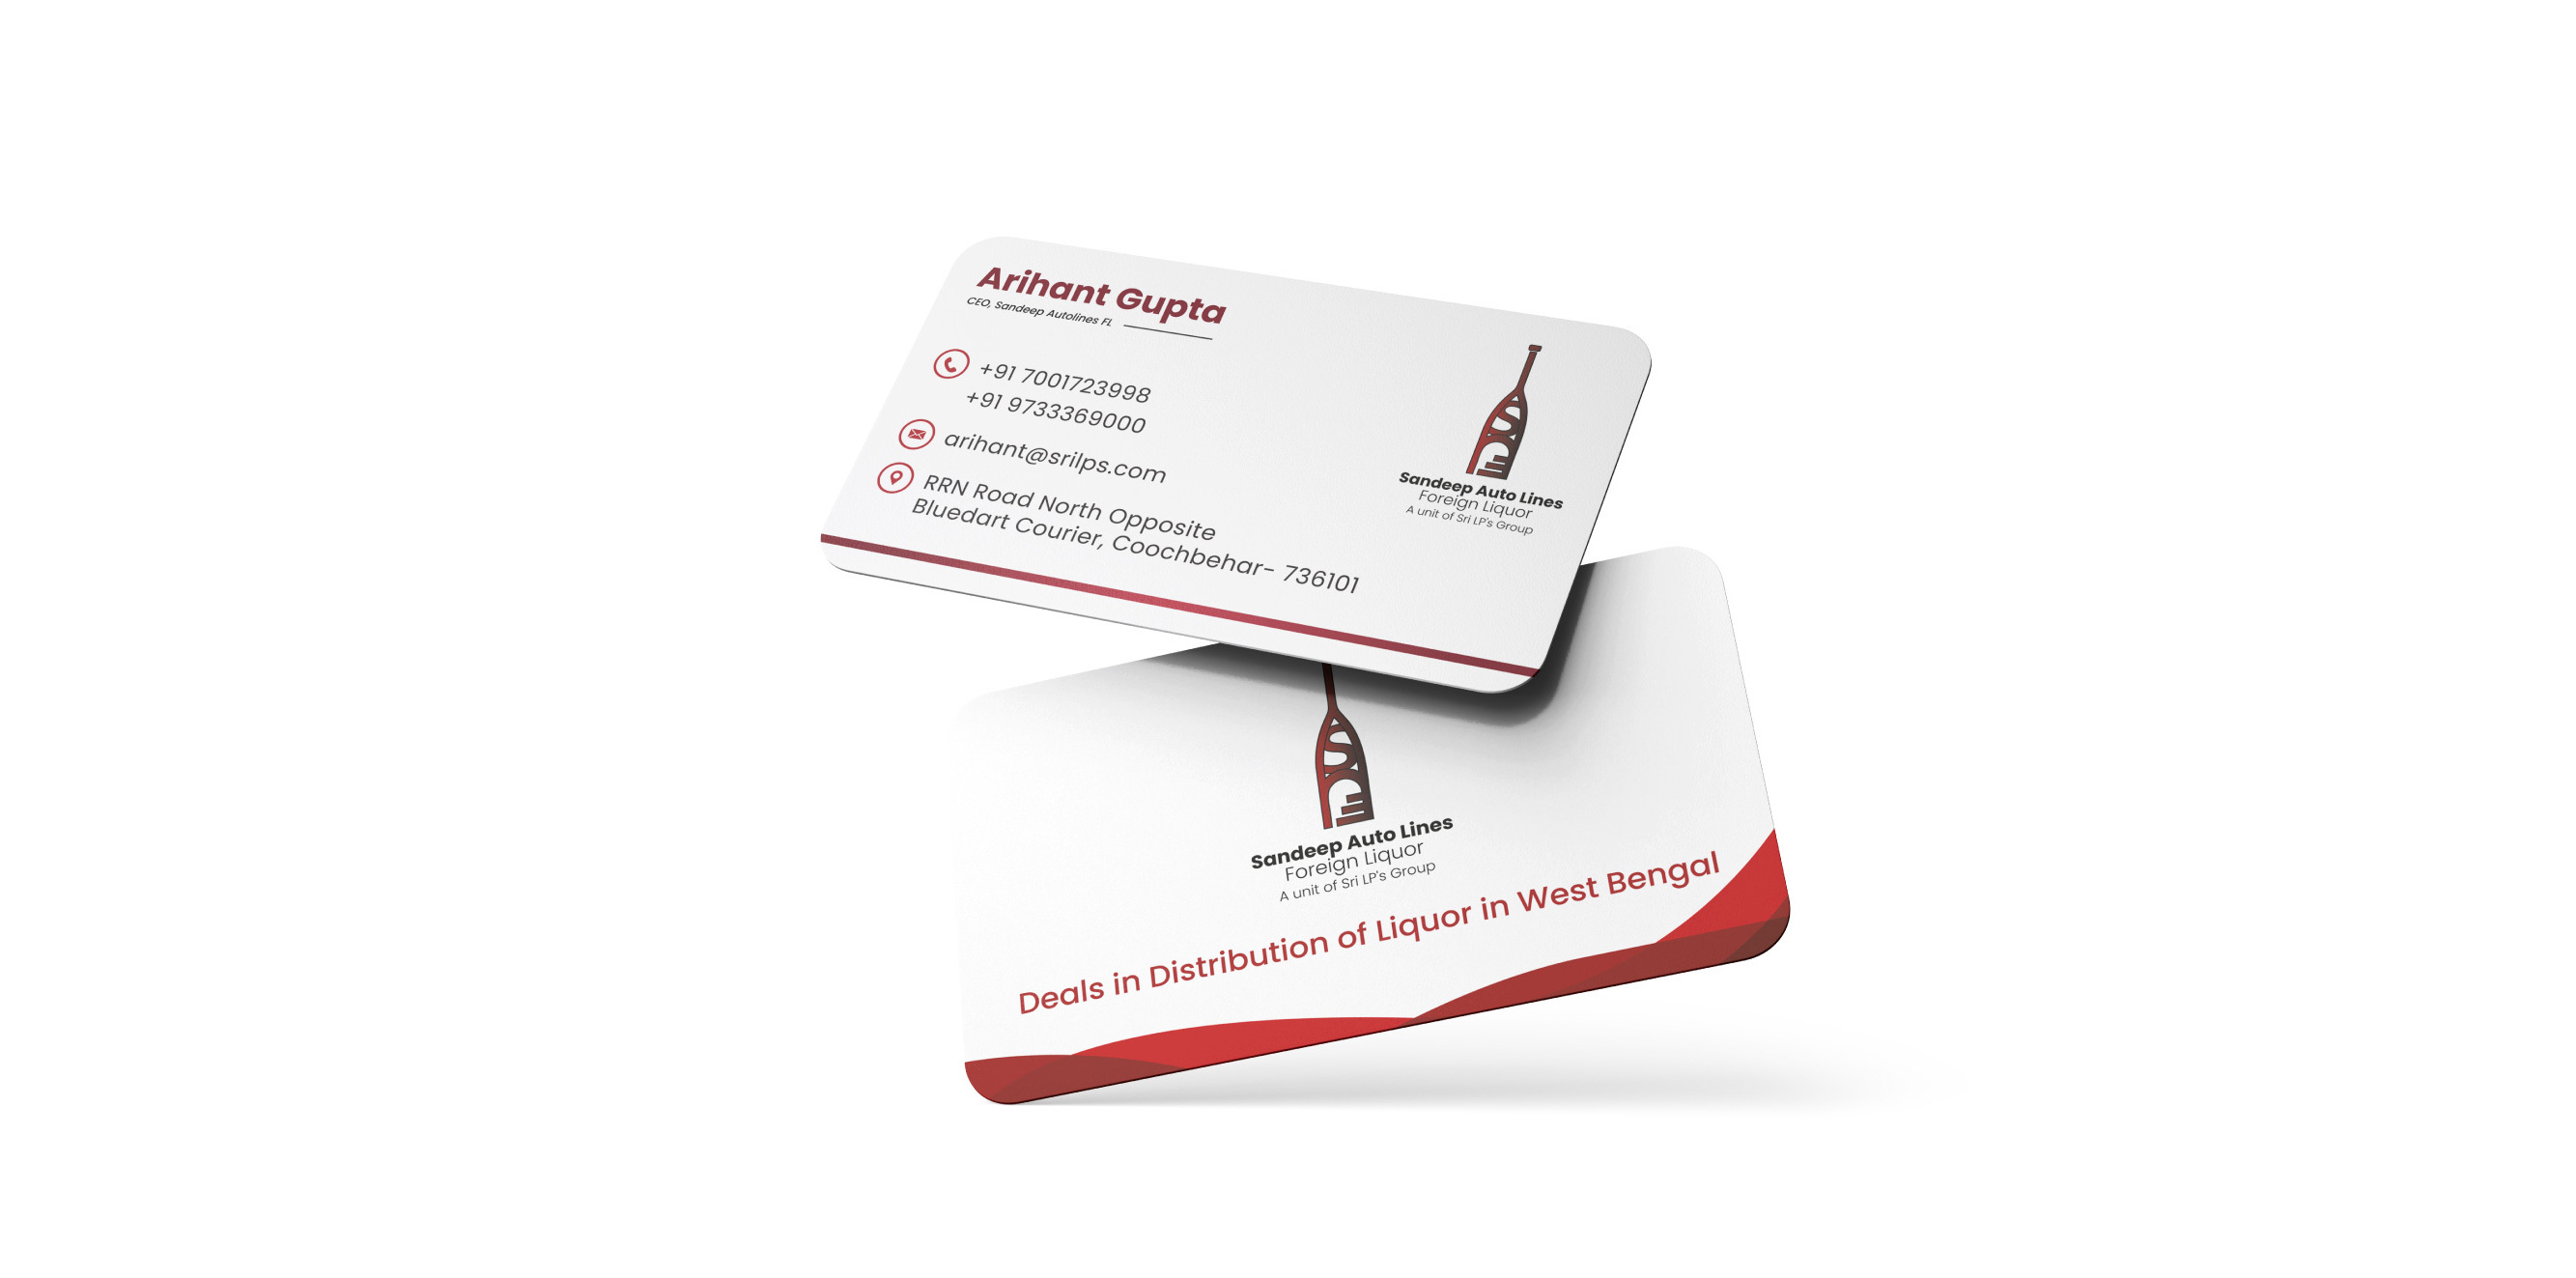 Arihant Gupta
CEO, Sandeep Autolines FL
+91 7001723998
+91 9733369000
arihant@srilps.com
RRN Road North Opposite
Bluedart Courier, Coochbehar- 736101
Sandeep Auto Lines
Foreign Liquor
A unit of Sri LP's Group
Sandeep Auto Lines
Foreign Liquor
A unit of Sri LP's Group
Deals in Distribution of Liquor in West Bengal